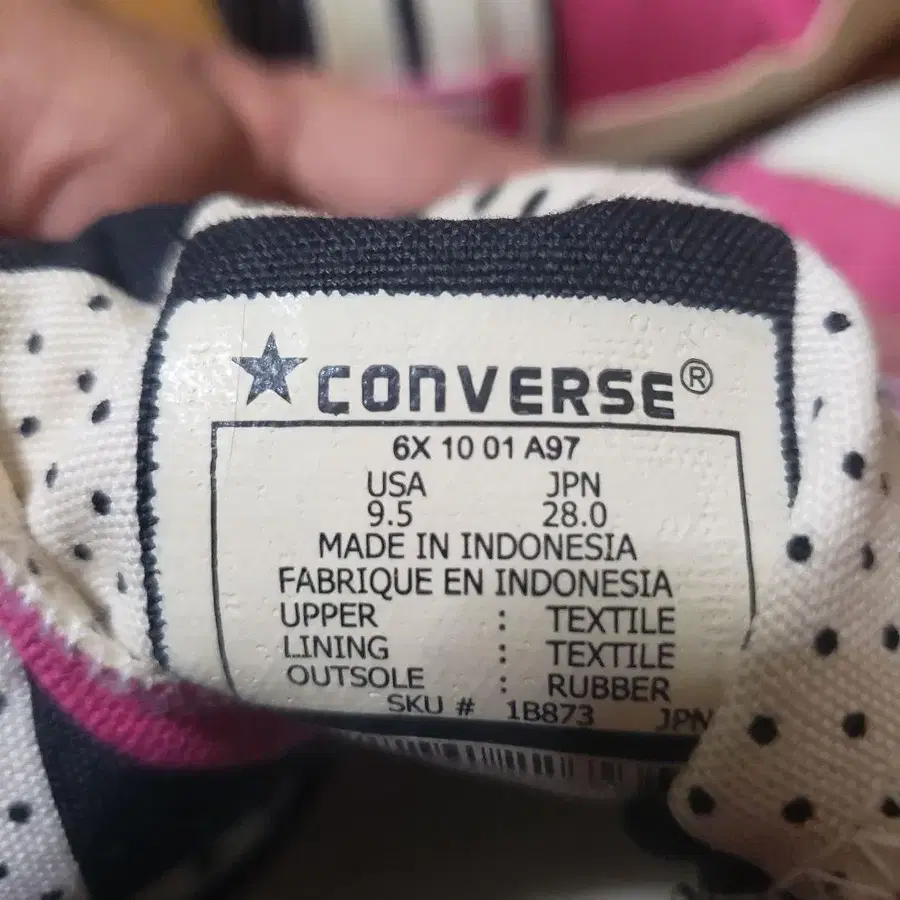 CONVERSE®
6X 10 01 A97
USA JPN
9.5 28.0
MADE IN INDONESIA
FABRIQUE EN INDONESIA
UPPER : TEXTILE
LINING : TEXTILE
OUTSOLE : RUBBER
SKU # 1B873 JPN